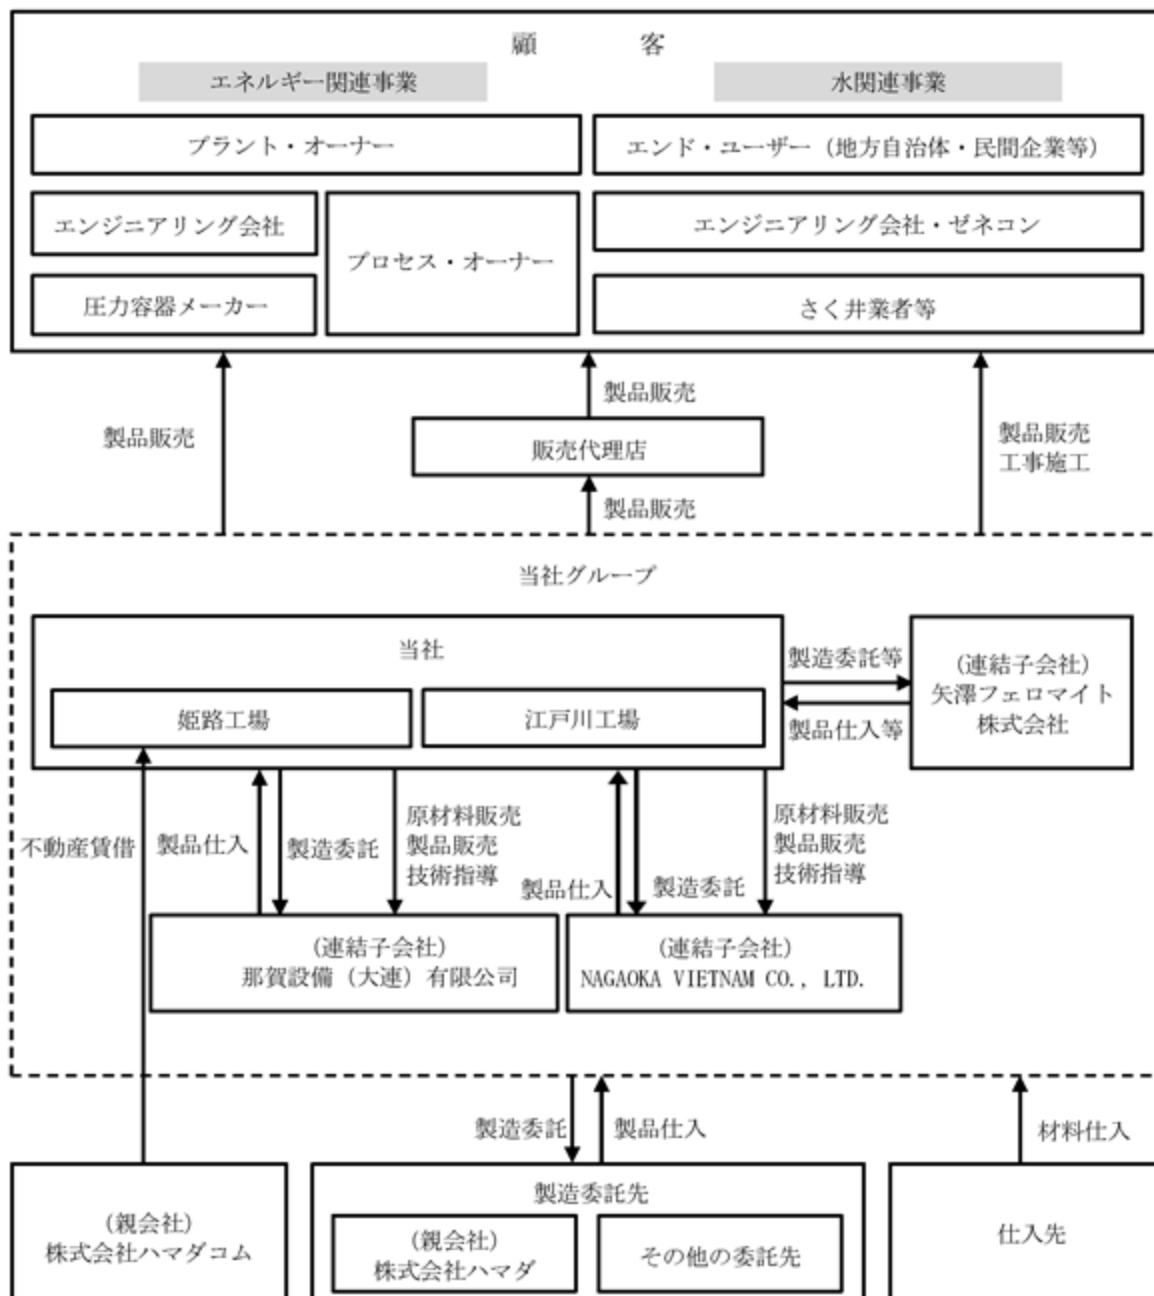 顧　　　　客
エネルギー関連事業
水関連事業
プラント・オーナー
エンド・ユーザー（地方自治体・民間企業等）
エンジニアリング会社
プロセス・オーナー
エンジニアリング会社・ゼネコン
圧力容器メーカー
さく井業者等
製品販売
製品販売
製品販売
工事施工
販売代理店
製品販売
当社グループ
当社
姫路工場
江戸川工場
製造委託等
製品仕入等
（連結子会社）
矢澤フェロマイト
株式会社
不動産賃借
製品仕入
製造委託
原材料販売
製品販売
技術指導
製品仕入
製造委託
原材料販売
製品販売
技術指導
（連結子会社）
那賀設備（大連）有限公司
（連結子会社）
NAGAOKA VIETNAM CO., LTD.
製造委託
製品仕入
材料仕入
（親会社）
株式会社ハマダコム
製造委託先
（親会社）
株式会社ハマダ
その他の委託先
仕入先